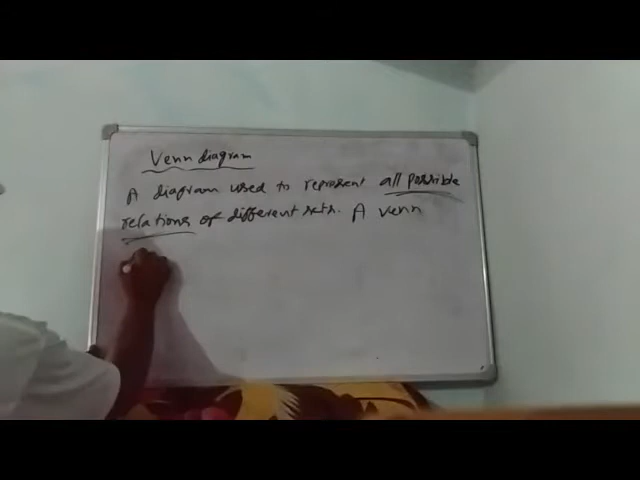 Venn diagram
A diagram used to represent all possible
relations of different sets. A venn